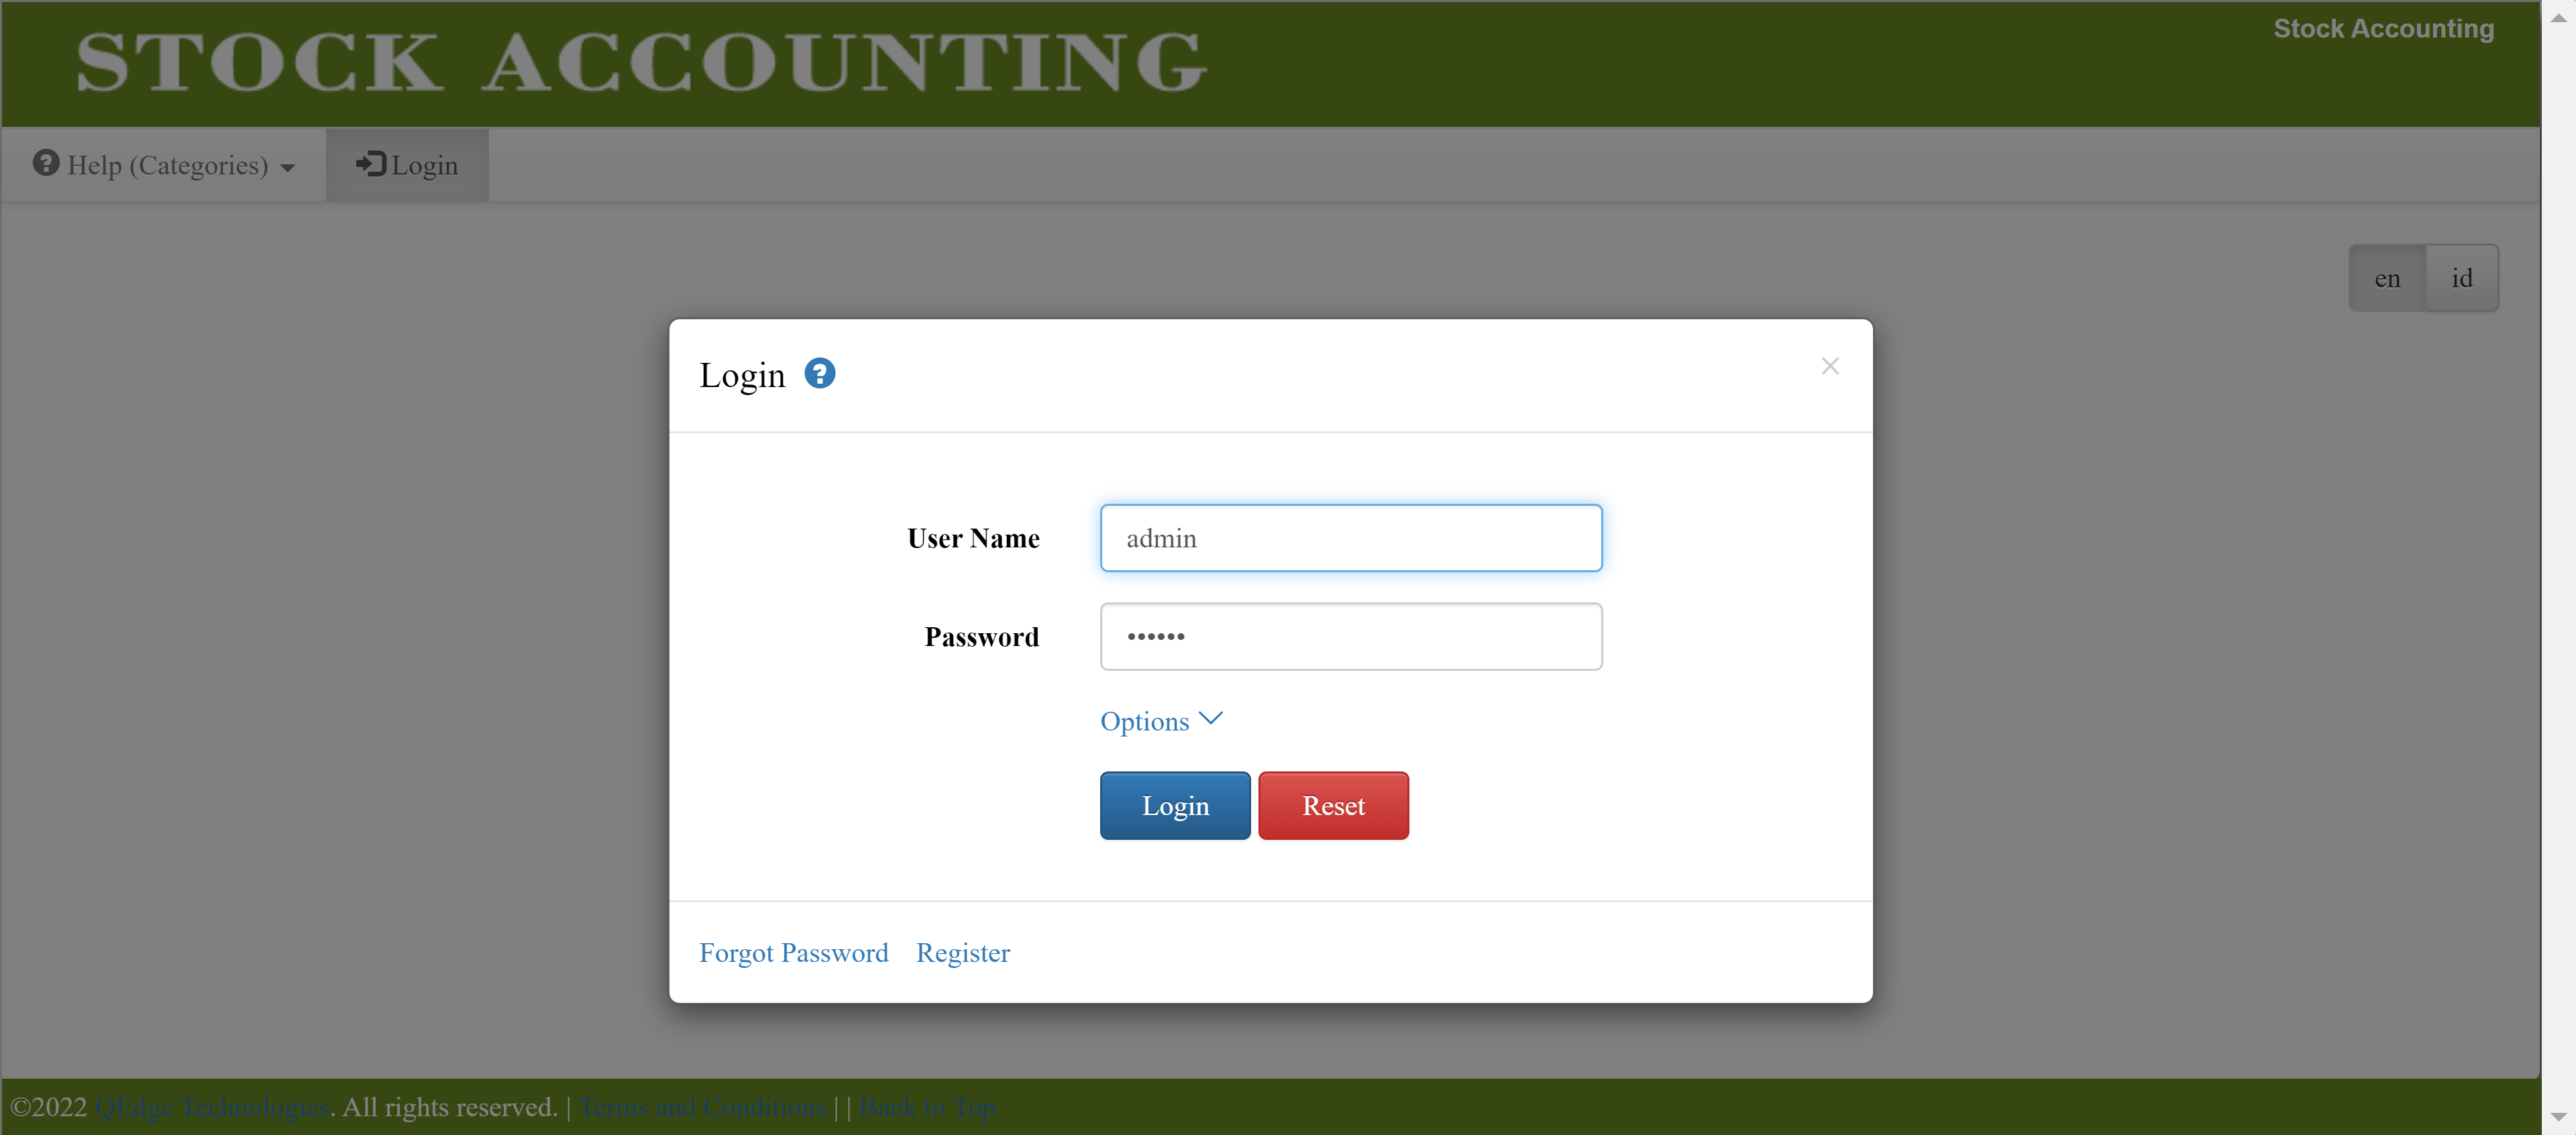 STOCK ACCOUNTING
Stock Accounting
Help (Categories)
Login
en
id
Login
×
User Name
admin
Password
••••••
Options
Login
Reset
Forgot Password
Register
©2022 QEdge Technologies. All rights reserved. | Terms and Conditions | | Back to Top